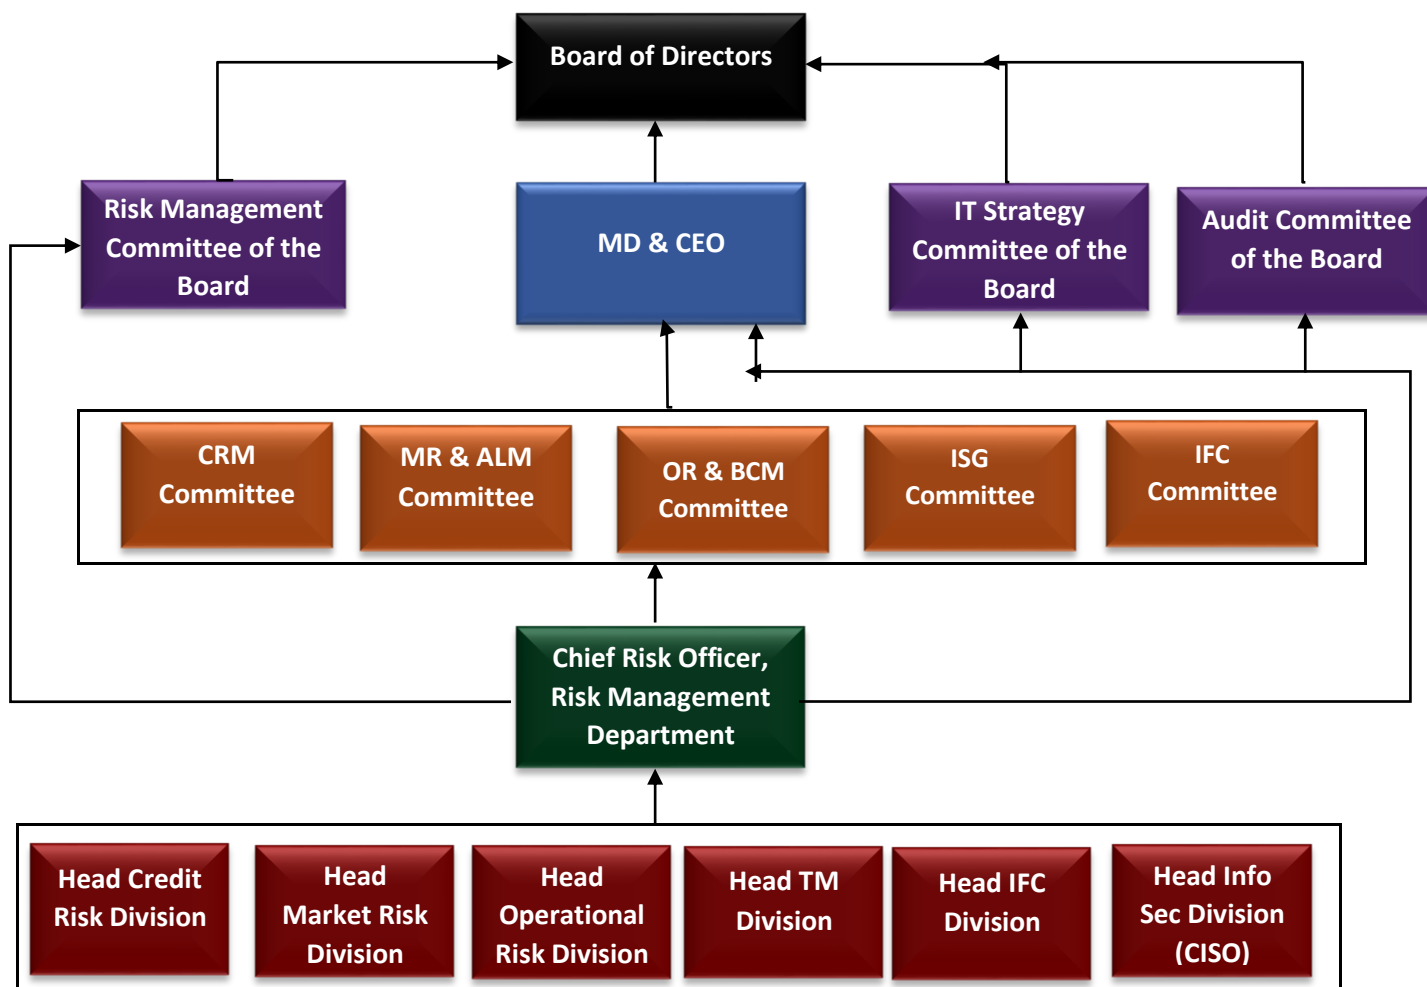 Board of Directors
Risk Management
Committee of the
Board
MD & CEO
IT Strategy
Committee of the
Board
Audit Committee
of the Board
CRM
Committee
MR & ALM
Committee
OR & BCM
Committee
ISG
Committee
IFC
Committee
Chief Risk Officer,
Risk Management
Department
Head Credit
Risk Division
Head
Market Risk
Division
Head
Operational
Risk Division
Head TM
Division
Head IFC
Division
Head Info
Sec Division
(CISO)